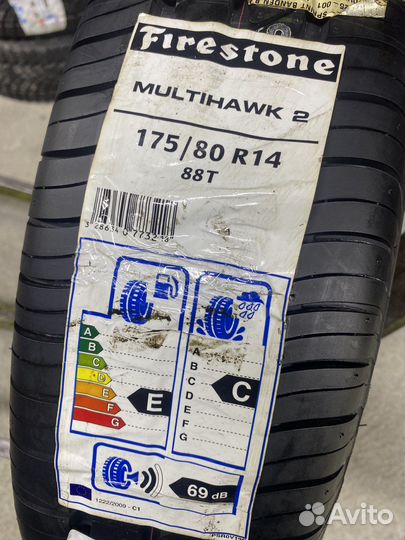 Firestone
MULTIHAWK 2
175/80 R14
88T
A
B
C
D
E
F
G
E
A
B
C
D
E
F
G
C
69 dB
1222/2009 - C1
Avito